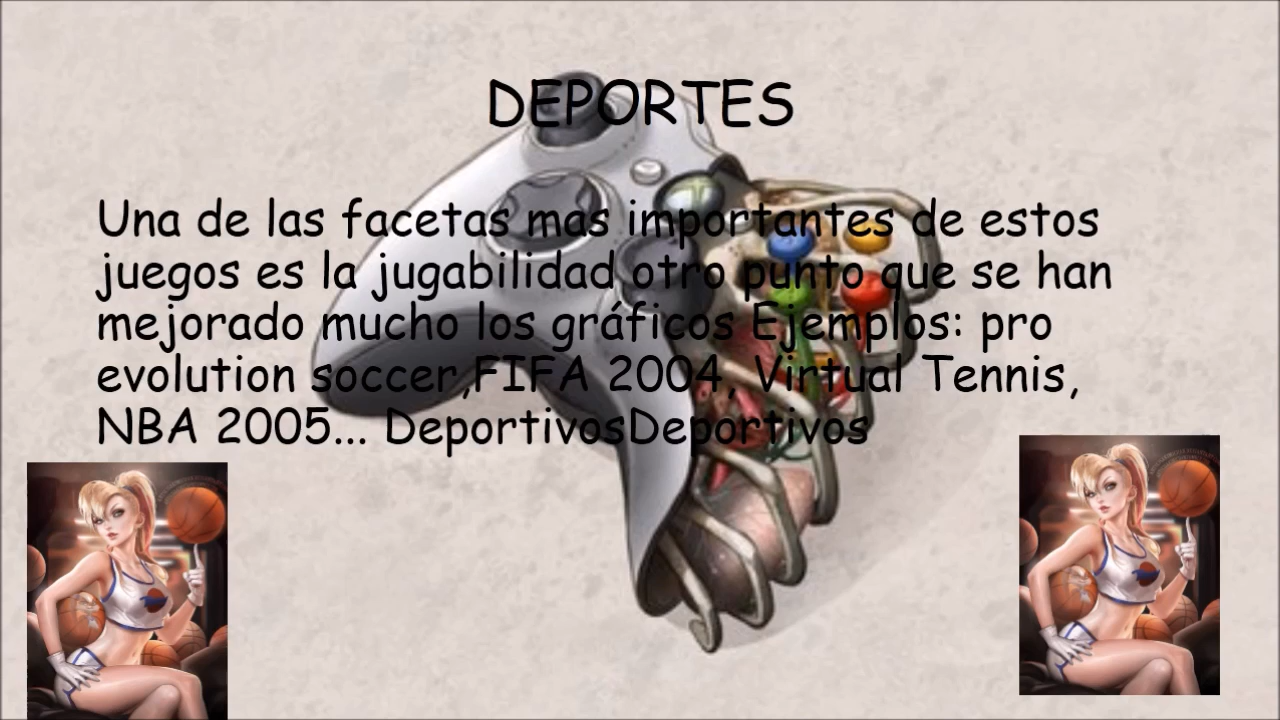 DEPORTES
Una de las facetas mas importantes de estos
juegos es la jugabilidad otro punto que se han
mejorado mucho los gráficos Ejemplos: pro
evolution soccer,FIFA 2004, Virtual Tennis,
NBA 2005... DeportivosDeportivos